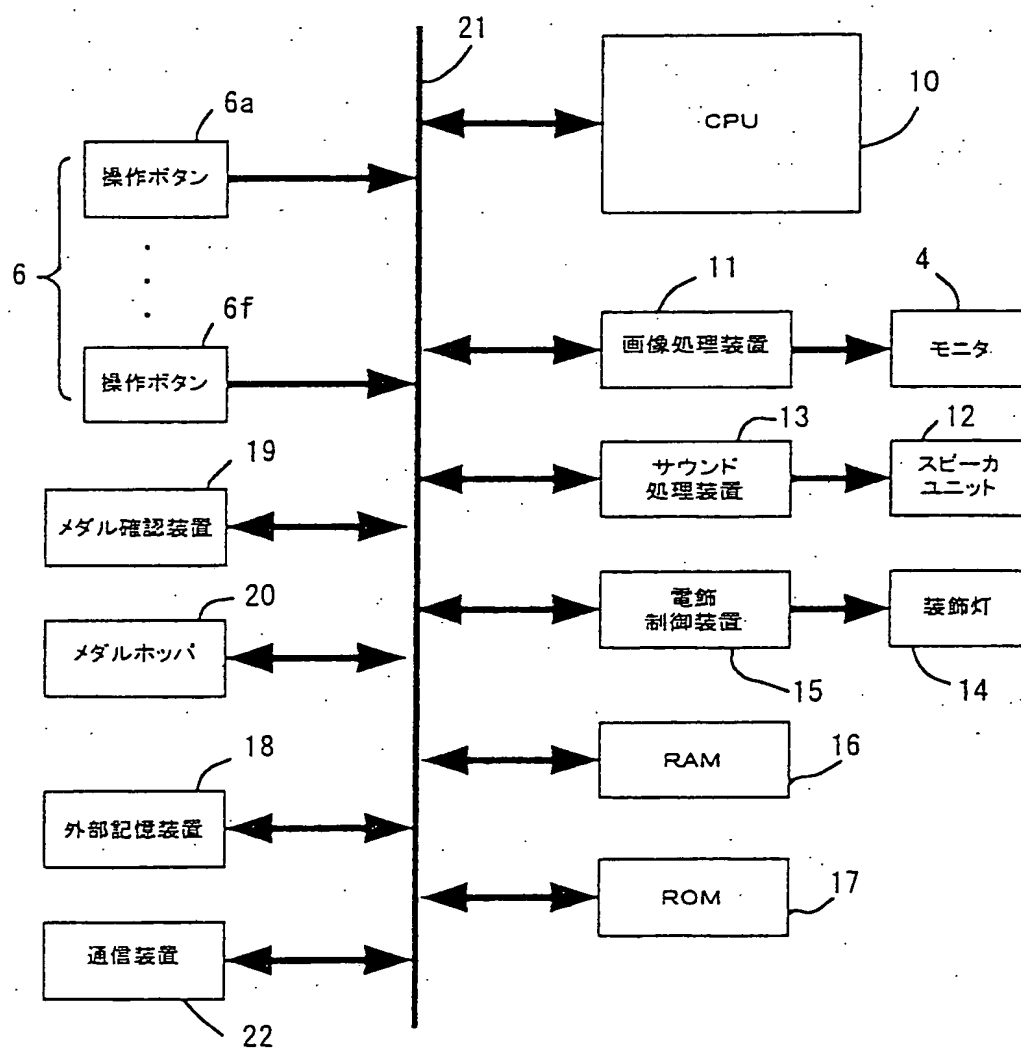 21
CPU
10
6a
操作ボタン
6
6f
操作ボタン
11
画像処理装置
4
モニタ
13
サウンド
処理装置
12
スピーカ
ユニット
19
メダル確認装置
電飾
制御装置
15
装飾灯
14
20
メダルホッパ
RAM
16
18
外部記憶装置
ROM
17
通信装置
22